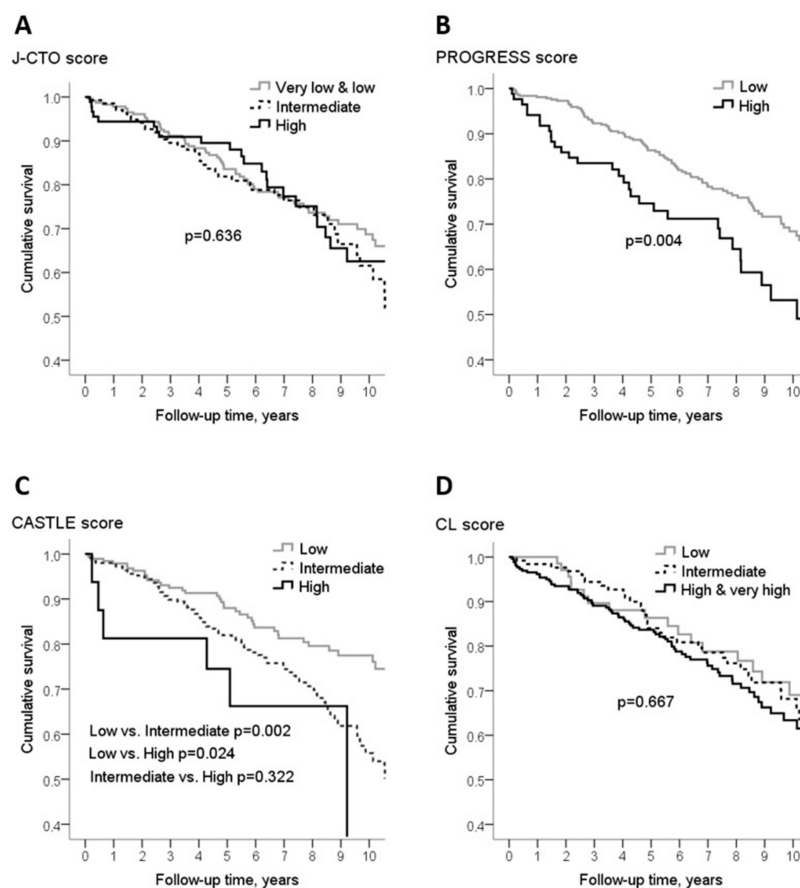 A
J-CTO score
Very low & low
Intermediate
High
1.0
0.9
0.8
0.7
0.6
0.5
0.4
Cumulative survival
p=0.636
0 1 2 3 4 5 6 7 8 9 10
Follow-up time, years
B
PROGRESS score
Low
High
1.0
0.9
0.8
0.7
0.6
0.5
0.4
Cumulative survival
p=0.004
0 1 2 3 4 5 6 7 8 9 10
Follow-up time, years
C
CASTLE score
Low
Intermediate
High
1.0
0.9
0.8
0.7
0.6
0.5
0.4
Cumulative survival
Low vs. Intermediate p=0.002
Low vs. High p=0.024
Intermediate vs. High p=0.322
0 1 2 3 4 5 6 7 8 9 10
Follow-up time, years
D
CL score
Low
Intermediate
High & very high
1.0
0.9
0.8
0.7
0.6
0.5
0.4
Cumulative survival
p=0.667
0 1 2 3 4 5 6 7 8 9 10
Follow-up time, years